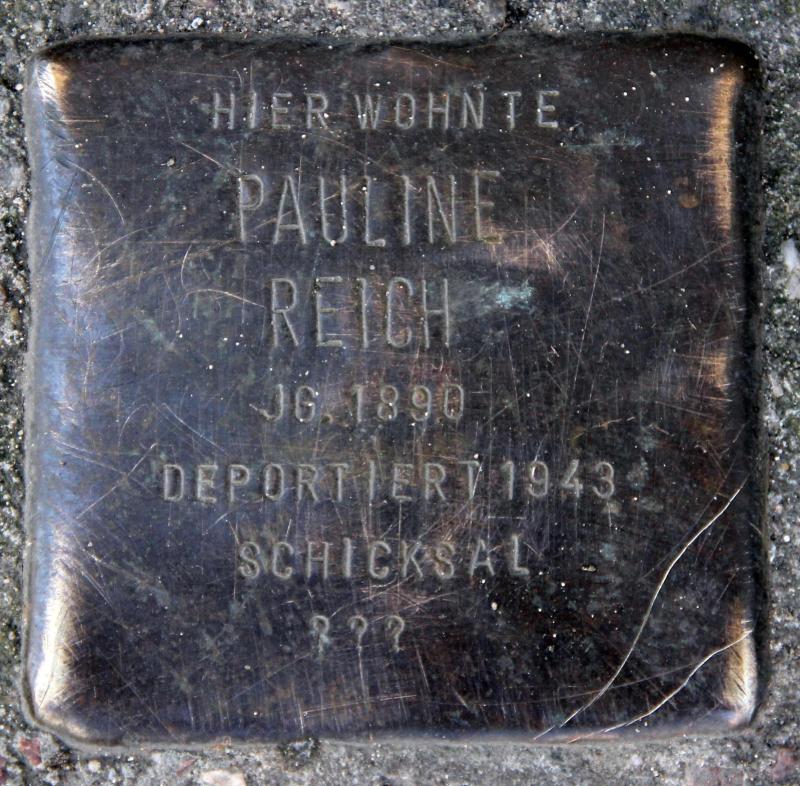 HIER WOHNTE
PAULINE
REICH
JG. 1890
DEPORTIERT 1943
SCHICKSAL
???